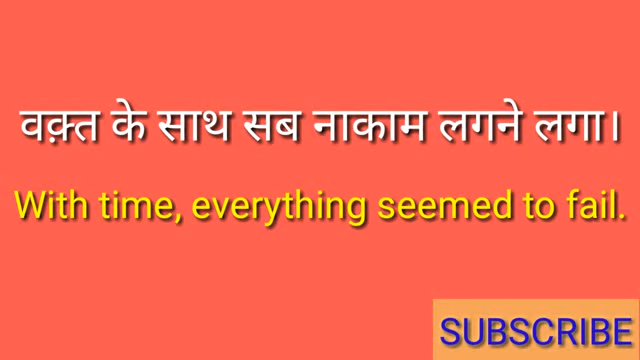 वक़्त के साथ सब नाकाम लगने लगा।
With time, everything seemed to fail.
SUBSCRIBE